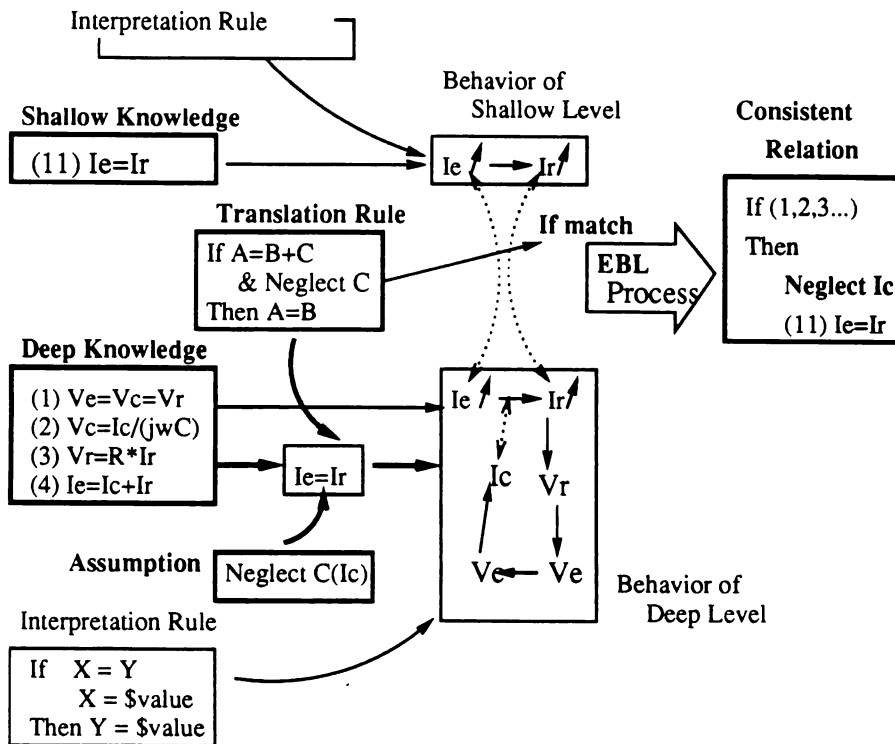 Interpretation Rule
Behavior of
Shallow Level
Shallow Knowledge
(11) Ie=Ir
Ie → Ir
Consistent
Relation
If (1,2,3...)
Then
Neglect Ic
(11) Ie=Ir
Translation Rule
If A=B+C
& Neglect C
Then A=B
If match
EBL
Process
Deep Knowledge
(1) Ve=Vc=Vr
(2) Vc=Ic/(jwC)
(3) Vr=R*Ir
(4) Ie=Ic+Ir
Ie=Ir
Ie → Ir
Ic
Vr
Vc
Ve
Assumption
Neglect C(Ic)
Behavior of
Deep Level
Interpretation Rule
If X = Y
X = $value
Then Y = $value